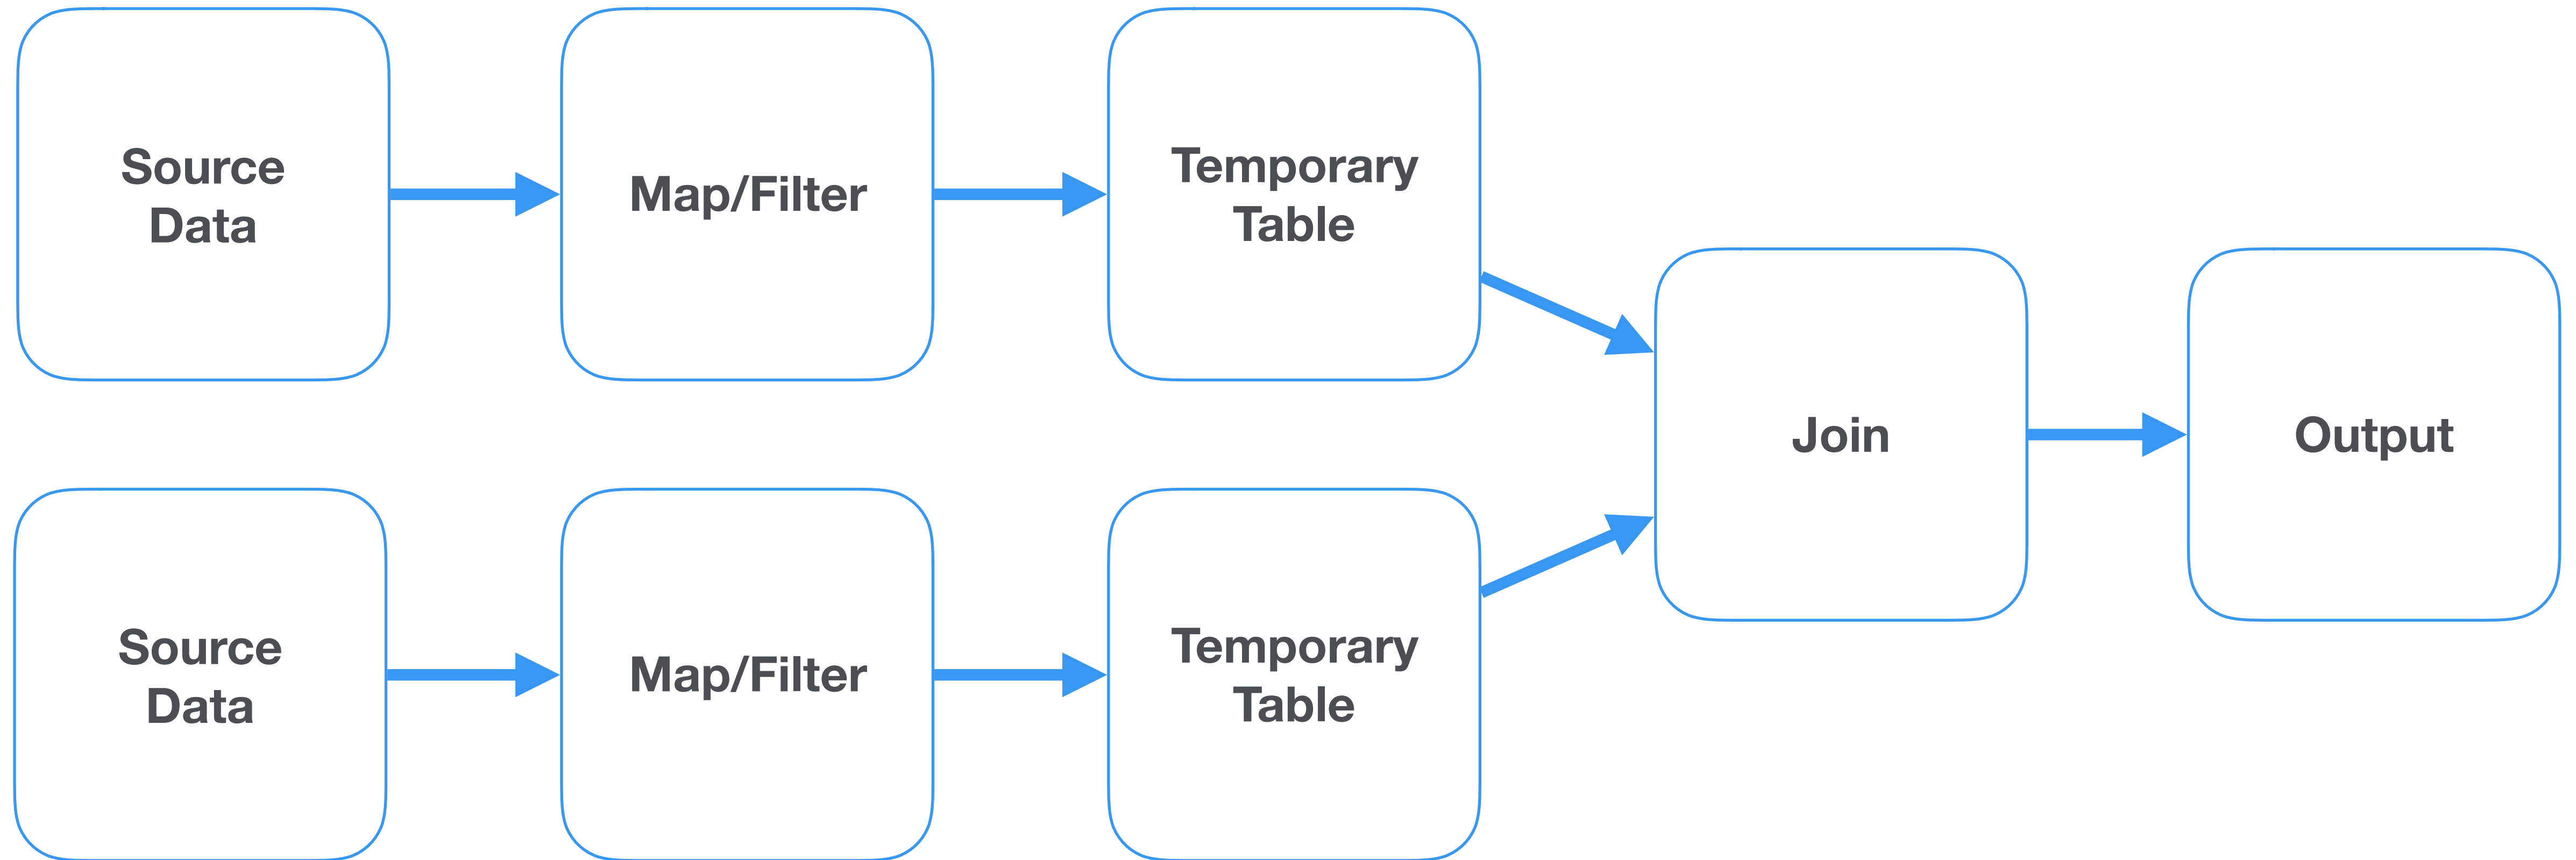 Source
Data
Map/Filter
Temporary
Table
Join
Output
Source
Data
Map/Filter
Temporary
Table